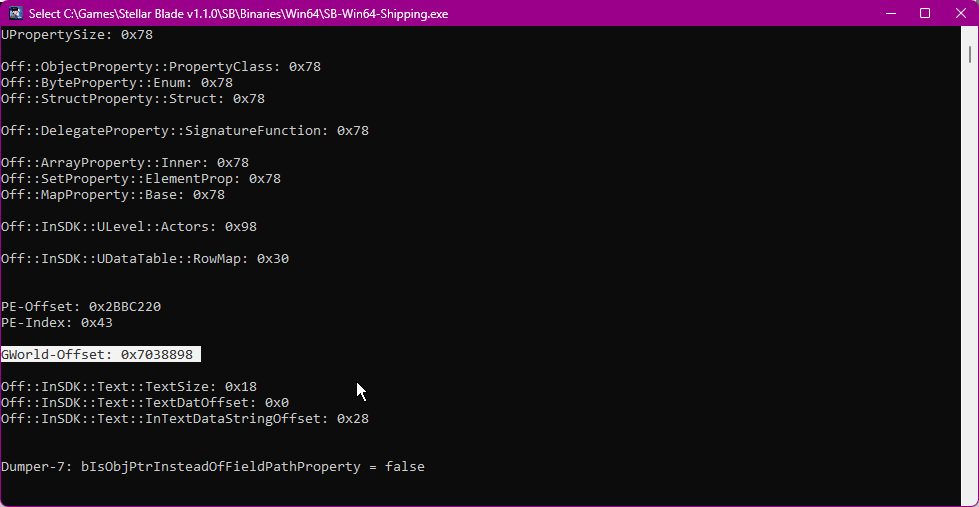 Select C:\Games\Stellar Blade v1.1.0\SB\Binaries\Win64\SB-Win64-Shipping.exe
UPropertySize: 0x78
Off::ObjectProperty::PropertyClass: 0x78
Off::ByteProperty::Enum: 0x78
Off::StructProperty::Struct: 0x78
Off::DelegateProperty::SignatureFunction: 0x78
Off::ArrayProperty::Inner: 0x78
Off::SetProperty::ElementProp: 0x78
Off::MapProperty::Base: 0x78
Off::InSDK::ULevel::Actors: 0x98
Off::InSDK::UDataTable::RowMap: 0x30
PE-Offset: 0x2BBC220
PE-Index: 0x43
GWorld-Offset: 0x7038898
Off::InSDK::Text::TextSize: 0x18
Off::InSDK::Text::TextDatOffset: 0x0
Off::InSDK::Text::InTextDataStringOffset: 0x28
Dumper-7: bIsObjPtrInsteadOfFieldPathProperty = false